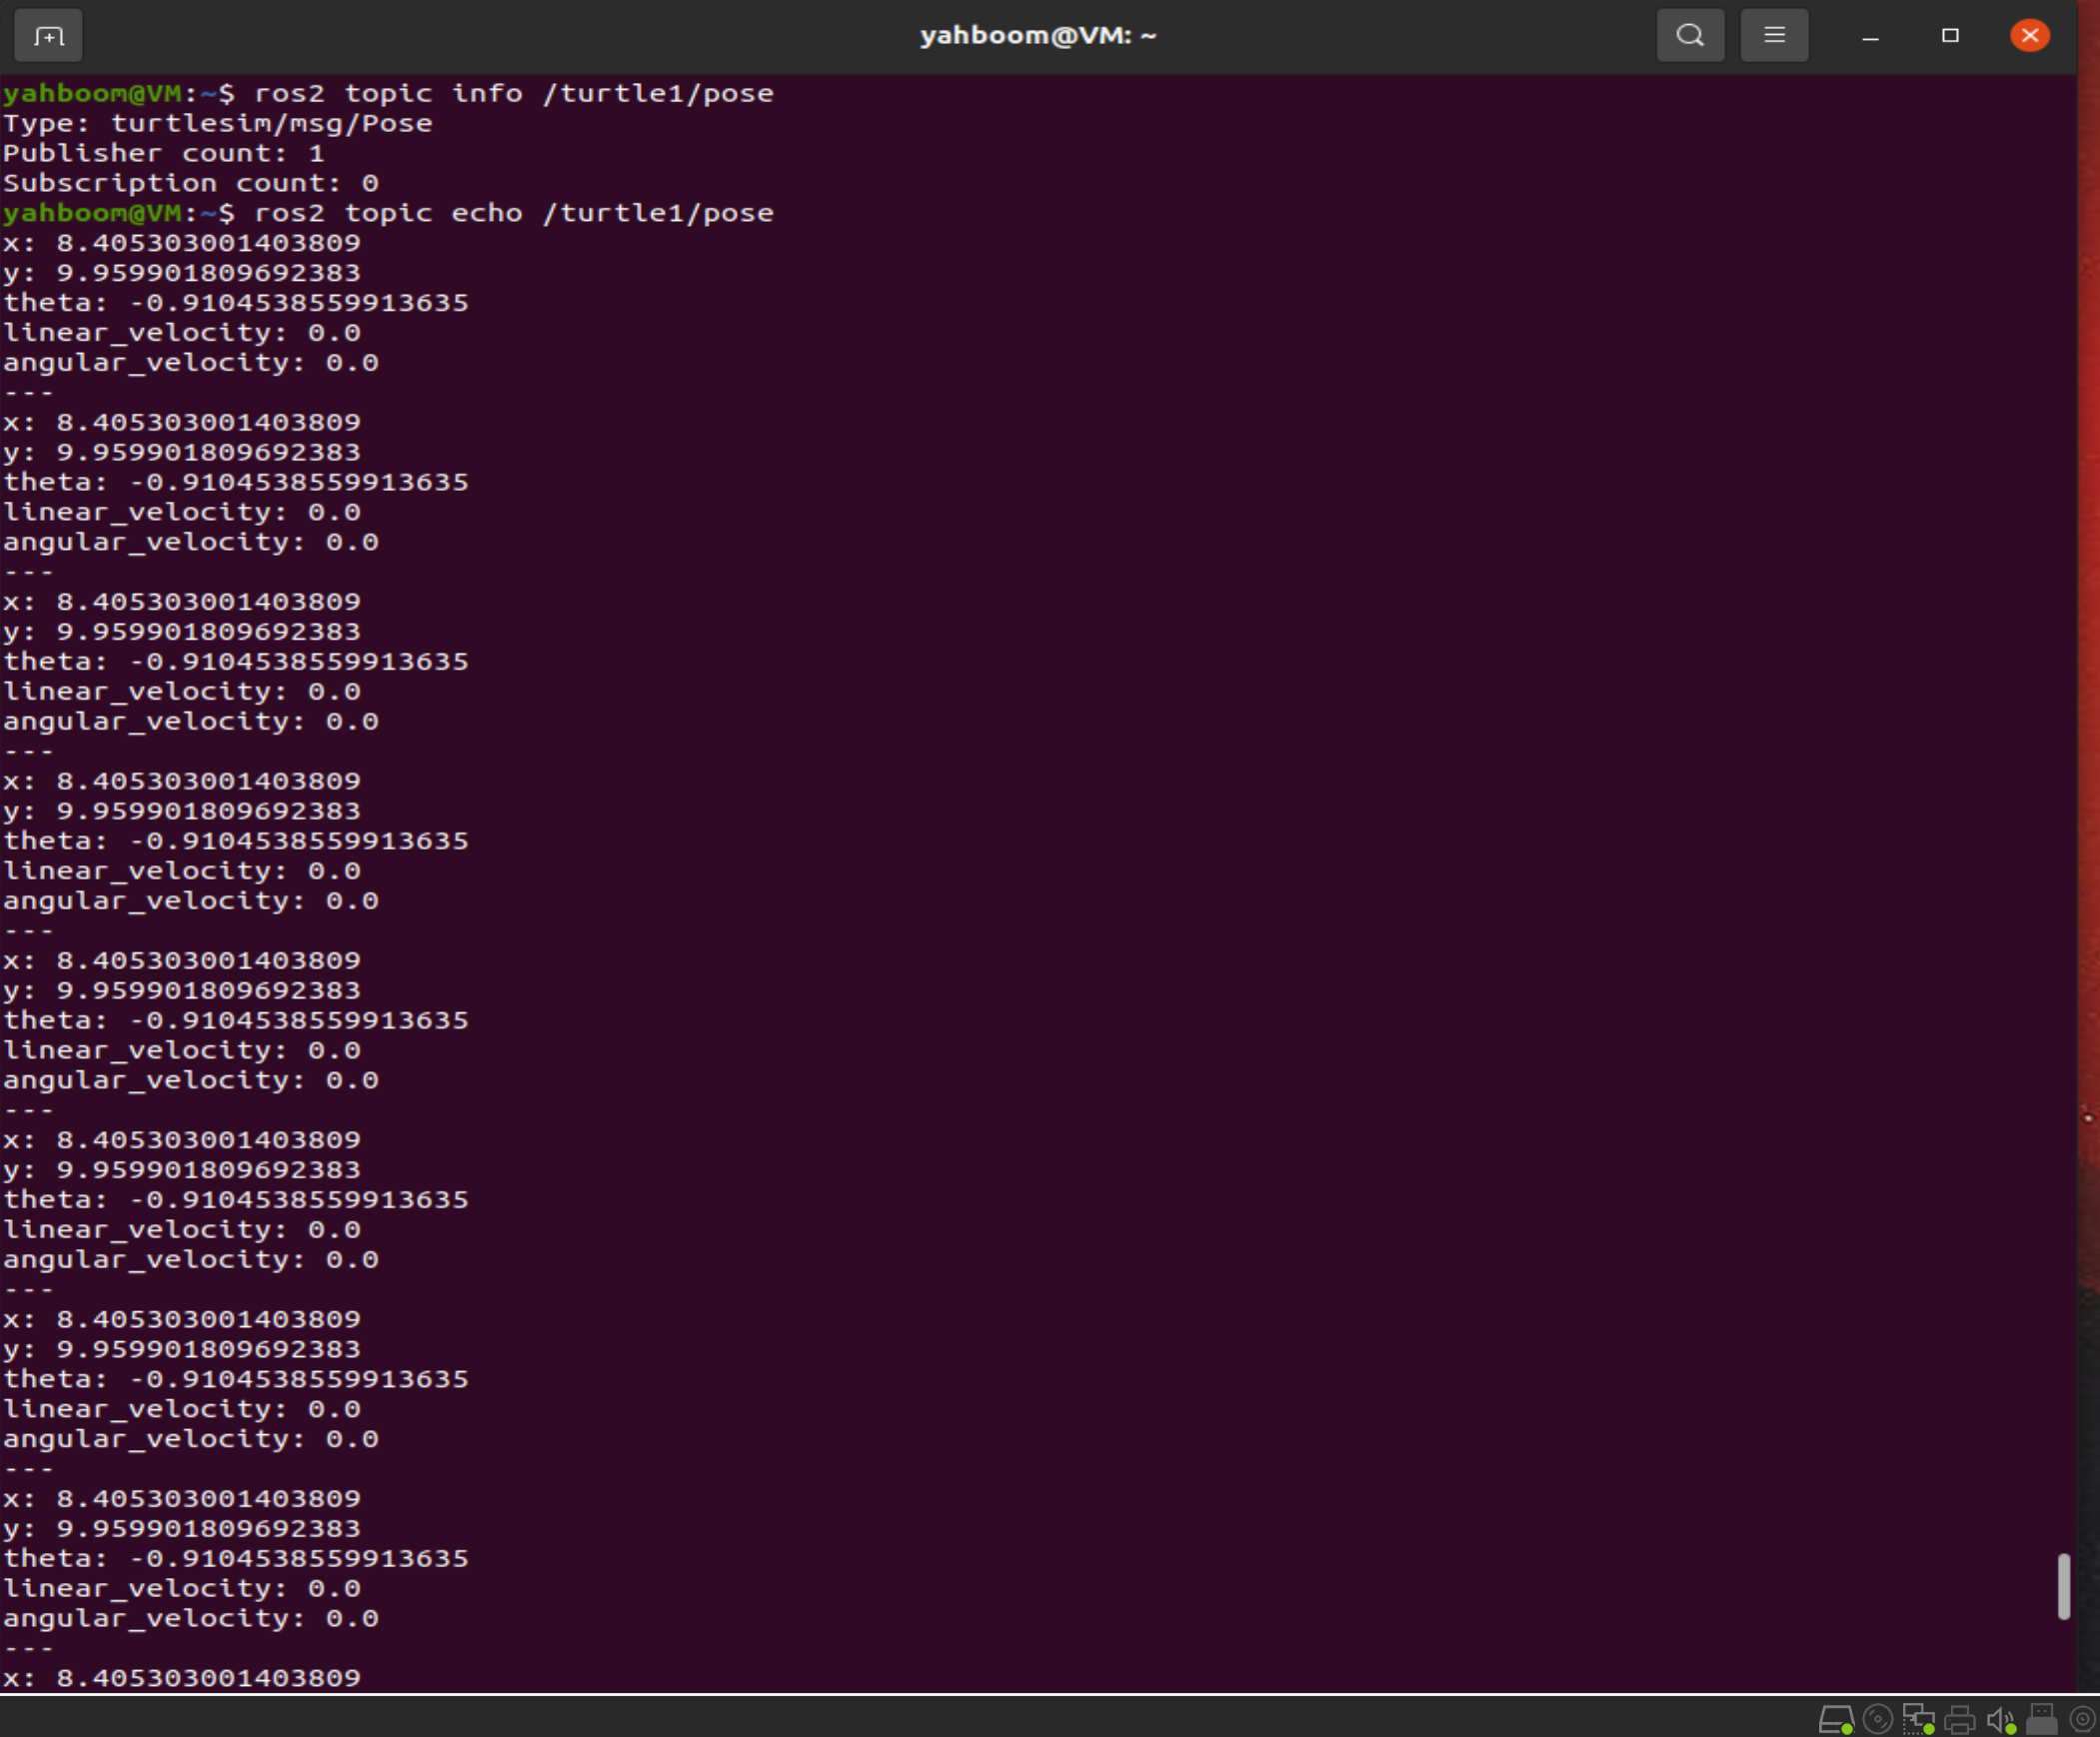 yahboom@VM: ~
yahboom@VM:~$ ros2 topic info /turtle1/pose
Type: turtlesim/msg/Pose
Publisher count: 1
Subscription count: 0
yahboom@VM:~$ ros2 topic echo /turtle1/pose
x: 8.405303001403809
y: 9.959901809692383
theta: -0.9104538559913635
linear_velocity: 0.0
angular_velocity: 0.0
---
x: 8.405303001403809
y: 9.959901809692383
theta: -0.9104538559913635
linear_velocity: 0.0
angular_velocity: 0.0
---
x: 8.405303001403809
y: 9.959901809692383
theta: -0.9104538559913635
linear_velocity: 0.0
angular_velocity: 0.0
---
x: 8.405303001403809
y: 9.959901809692383
theta: -0.9104538559913635
linear_velocity: 0.0
angular_velocity: 0.0
---
x: 8.405303001403809
y: 9.959901809692383
theta: -0.9104538559913635
linear_velocity: 0.0
angular_velocity: 0.0
---
x: 8.405303001403809
y: 9.959901809692383
theta: -0.9104538559913635
linear_velocity: 0.0
angular_velocity: 0.0
---
x: 8.405303001403809
y: 9.959901809692383
theta: -0.9104538559913635
linear_velocity: 0.0
angular_velocity: 0.0
---
x: 8.405303001403809
y: 9.959901809692383
theta: -0.9104538559913635
linear_velocity: 0.0
angular_velocity: 0.0
---
x: 8.405303001403809